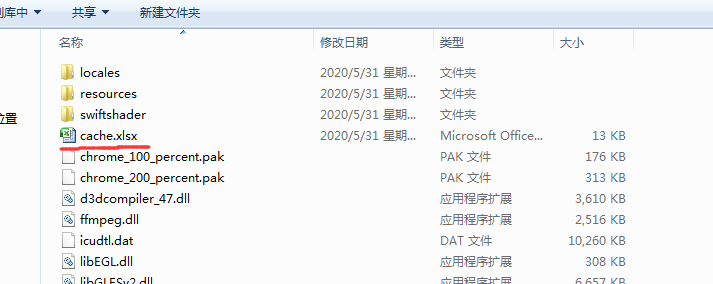 库中 共享 新建文件夹
名称 修改日期 类型 大小
locales 2020/5/31 星期... 文件夹
resources 2020/5/31 星期... 文件夹
位置
swiftshader 2020/5/31 星期... 文件夹
cache.xlsx 2020/5/31 星期... Microsoft Office... 13 KB
chrome_100_percent.pak PAK 文件 176 KB
chrome_200_percent.pak PAK 文件 313 KB
d3dcompiler_47.dll 应用程序扩展 3,610 KB
ffmpeg.dll 应用程序扩展 2,516 KB
icudtl.dat DAT 文件 10,260 KB
libEGL.dll 应用程序扩展 308 KB
libGLESv2.dll 应用程序扩展 6,657 KB